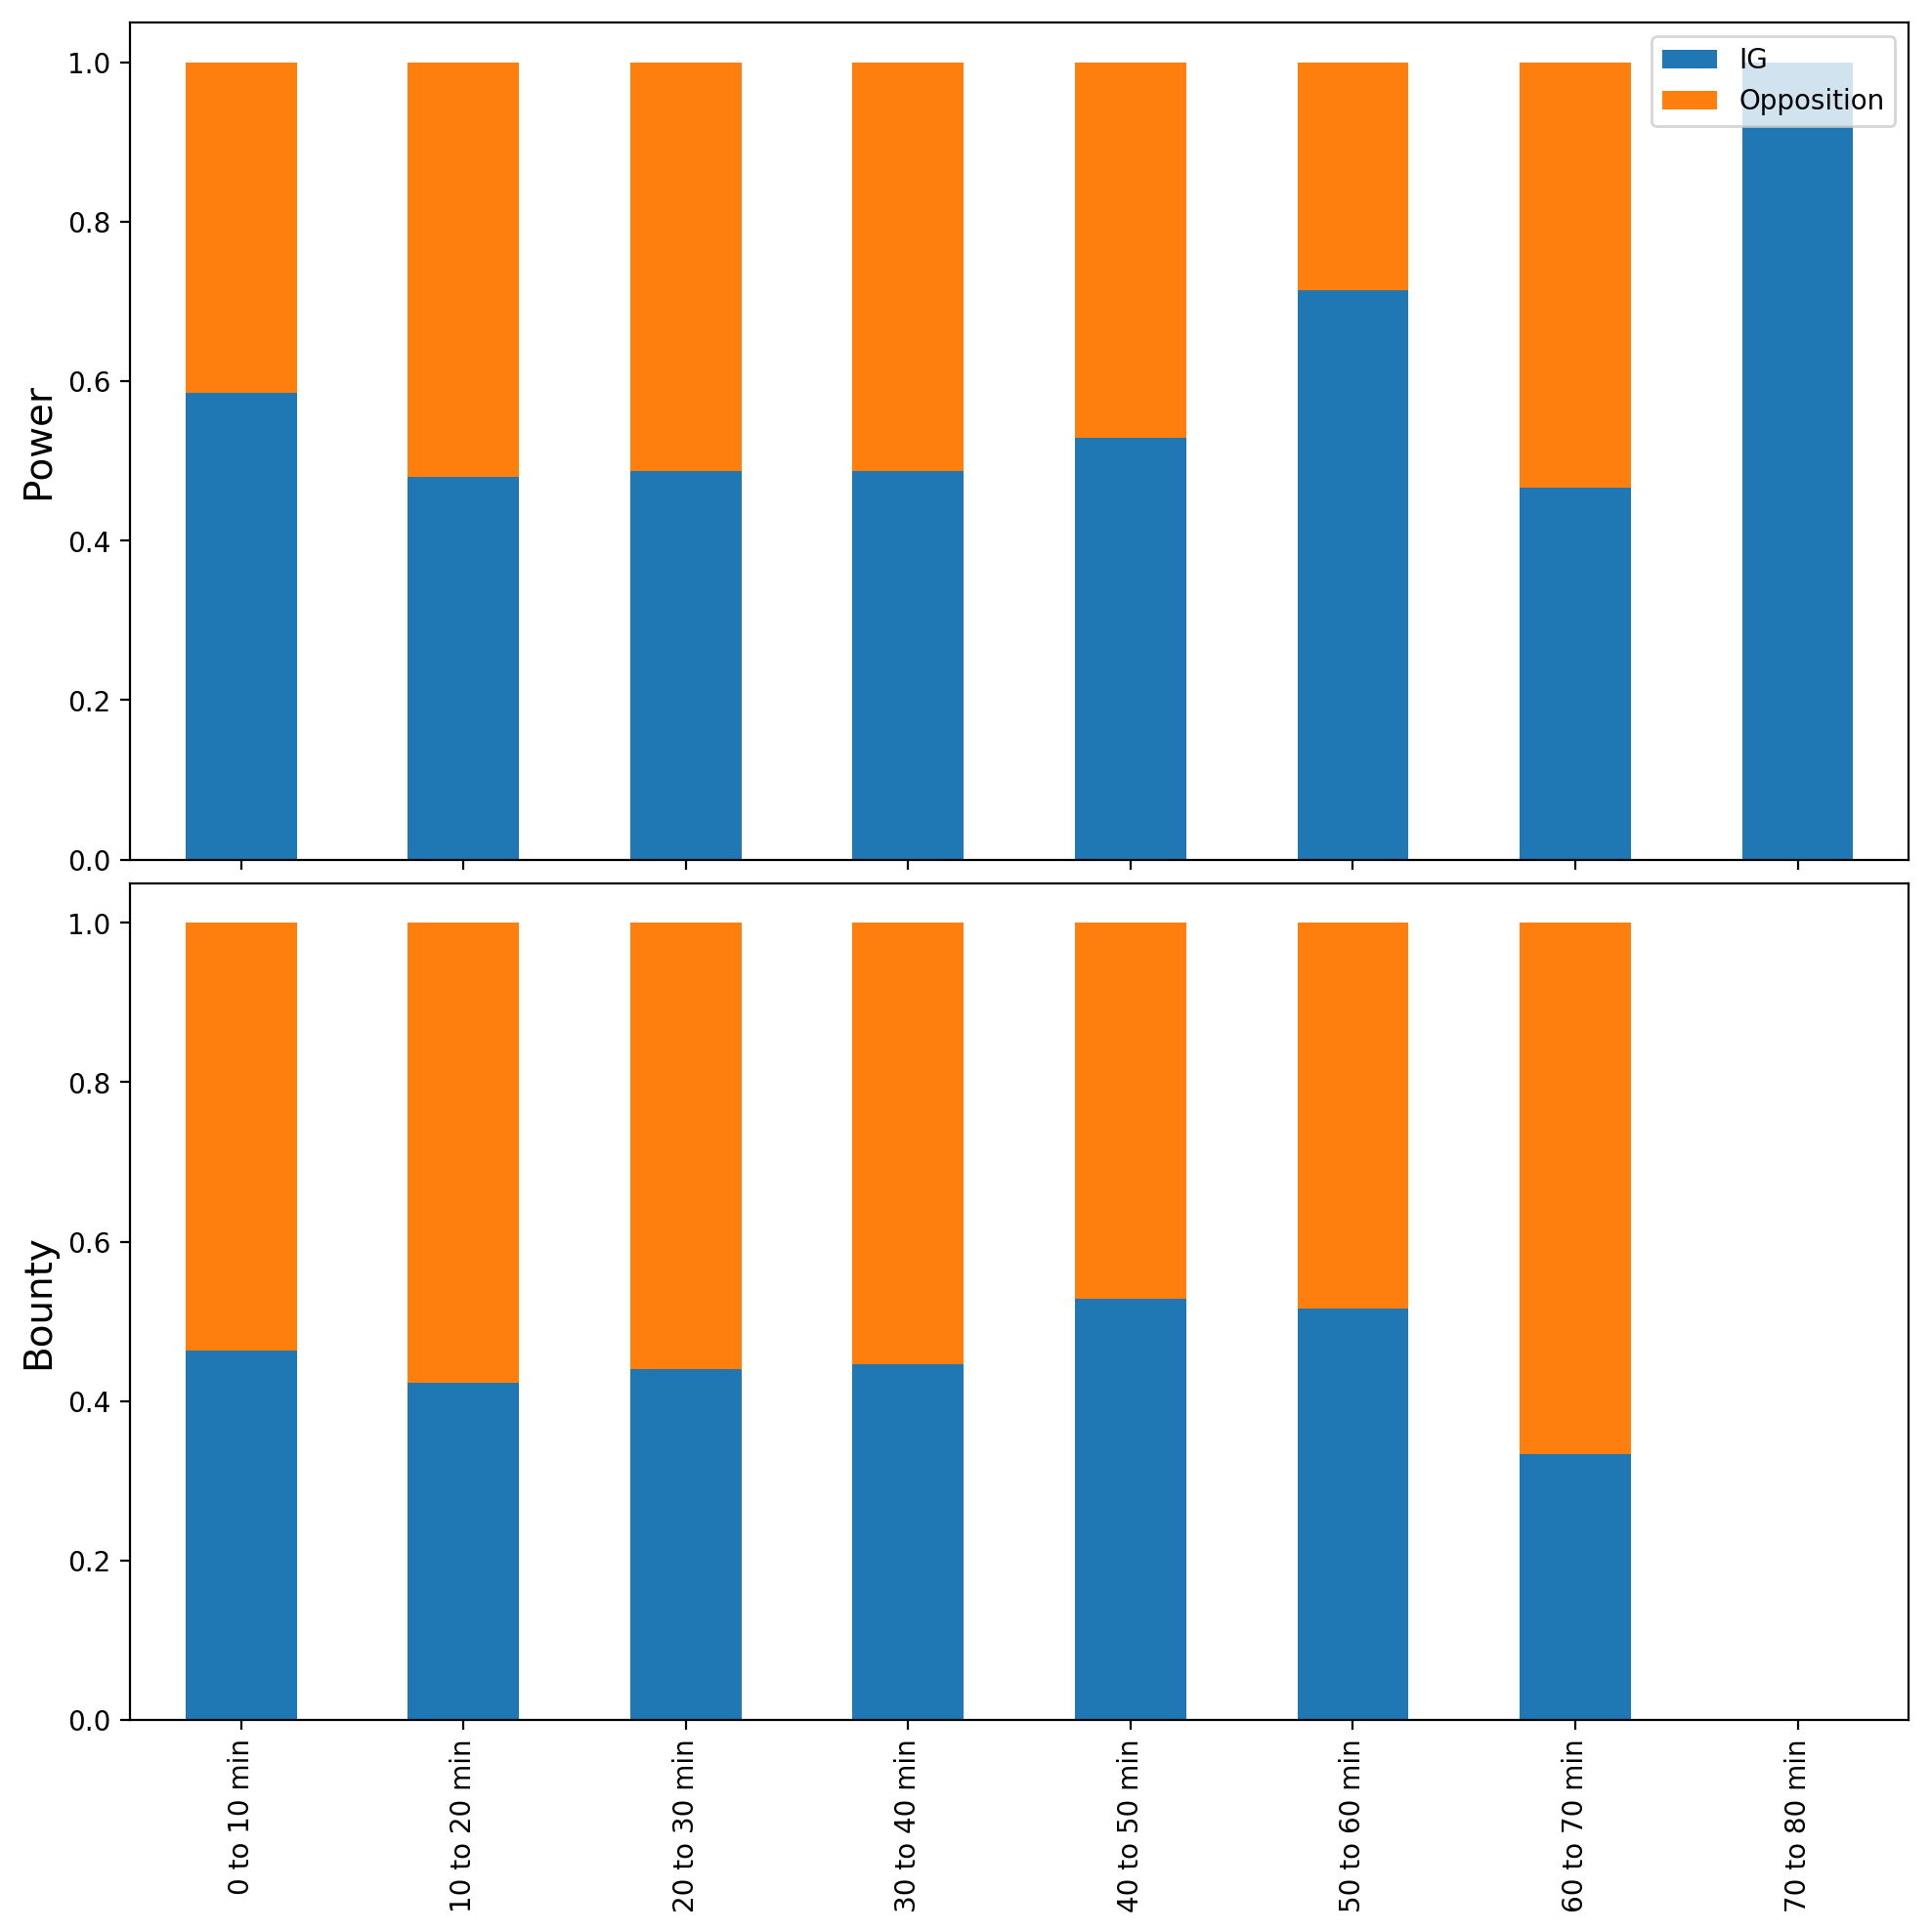 IG
Opposition
1.0
0.8
0.6
0.4
0.2
0.0
Power
1.0
0.8
0.6
0.4
0.2
0.0
Bounty
0 to 10 min
10 to 20 min
20 to 30 min
30 to 40 min
40 to 50 min
50 to 60 min
60 to 70 min
70 to 80 min